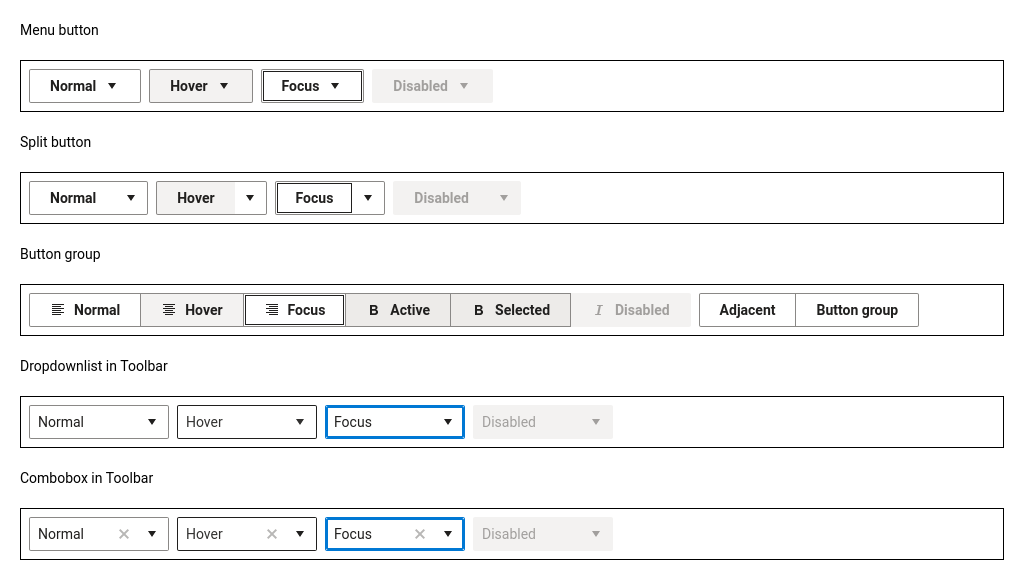 Menu button
Normal Hover Focus Disabled
Split button
Normal Hover Focus Disabled
Button group
Normal Hover Focus B Active B Selected I Disabled Adjacent Button group
Dropdownlist in Toolbar
Normal Hover Focus Disabled
Combobox in Toolbar
Normal Hover Focus Disabled